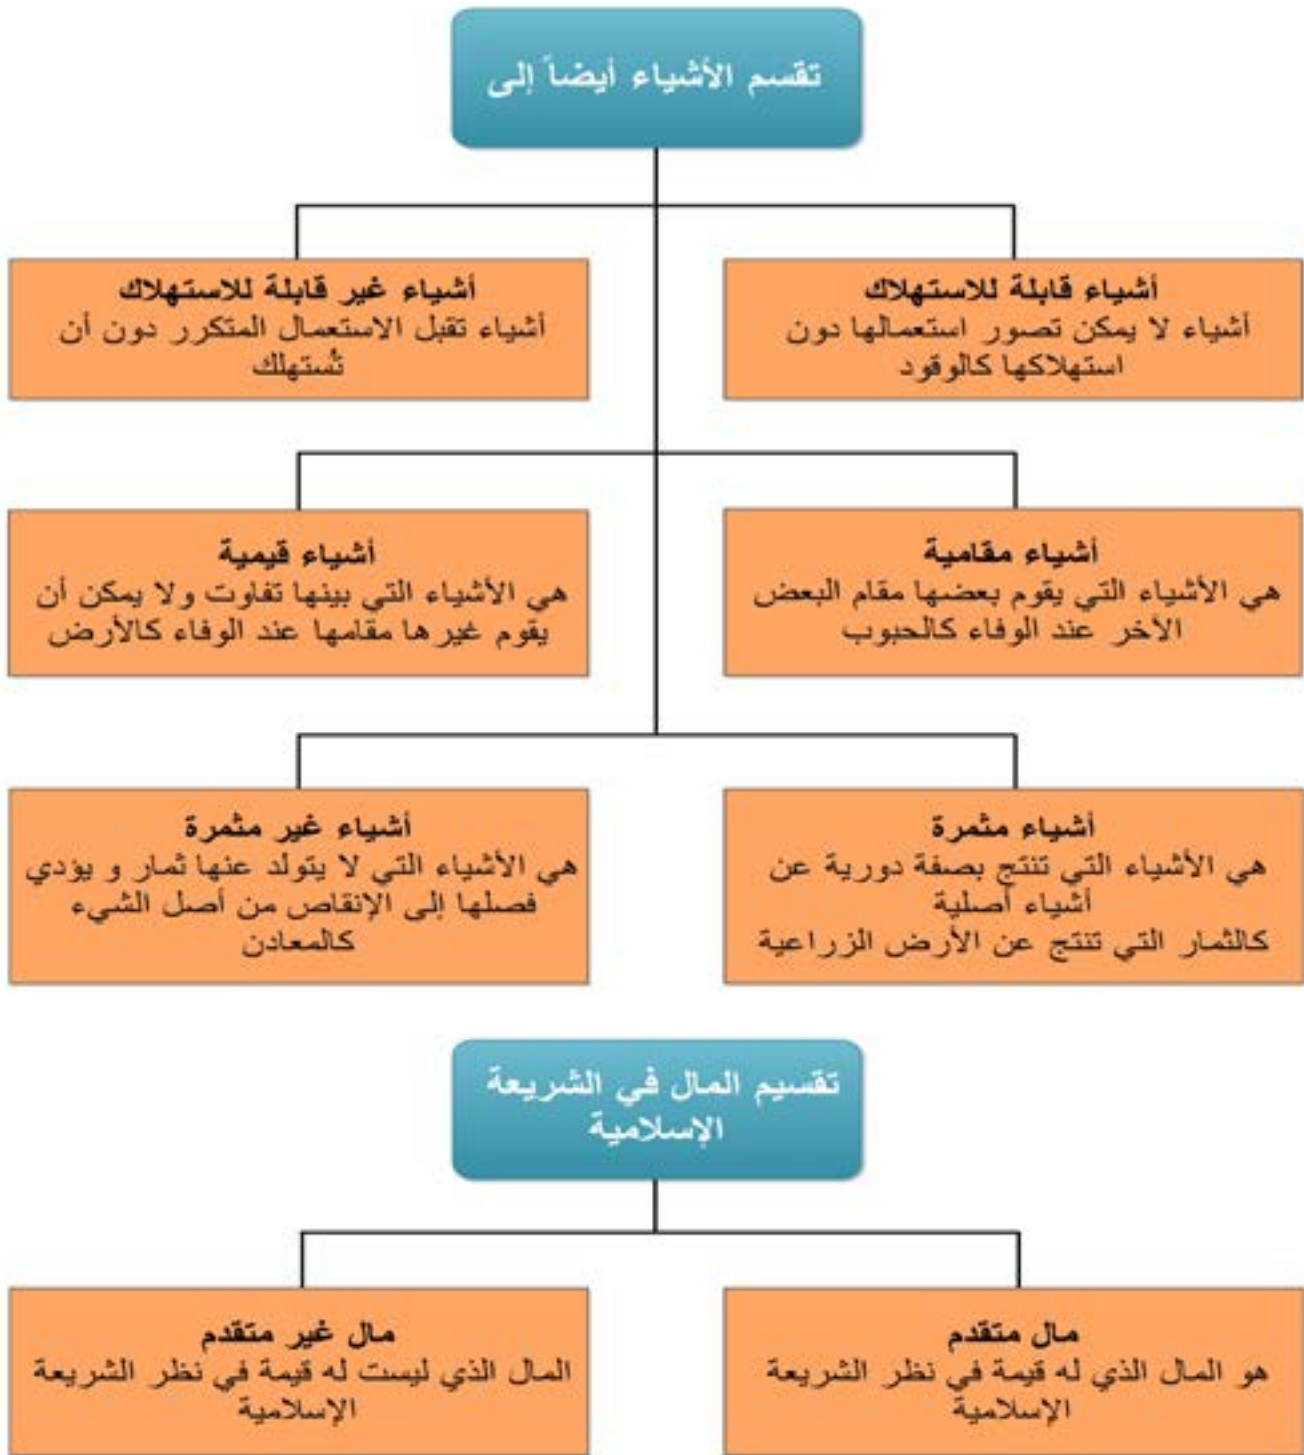 تقسم الأشياء أيضاً إلى
أشياء قابلة للاستهلاك
أشياء لا يمكن تصور استعمالها دون
استهلاكها كالوقود
أشياء غير قابلة للاستهلاك
أشياء تقبل الاستعمال المتكرر دون أن
تُستهلك
أشياء مقامية
هي الأشياء التي يقوم بعضها مقام البعض
الأخر عند الوفاء كالحبوب
أشياء قيمية
هي الأشياء التي بينها تفاوت ولا يمكن أن
يقوم غيرها مقامها عند الوفاء كالأرض
أشياء مثمرة
هي الأشياء التي تنتج بصفة دورية عن
أشياء أصلية
كالثمار التي تنتج عن الأرض الزراعية
أشياء غير مثمرة
هي الأشياء التي لا يتولد عنها ثمار و يؤدي
فصلها إلى الإنقاص من أصل الشيء
كالمعادن
تقسيم المال في الشريعة
الإسلامية
مال متقدم
هو المال الذي له قيمة في نظر الشريعة
الإسلامية
مال غير متقدم
المال الذي ليست له قيمة في نظر الشريعة
الإسلامية